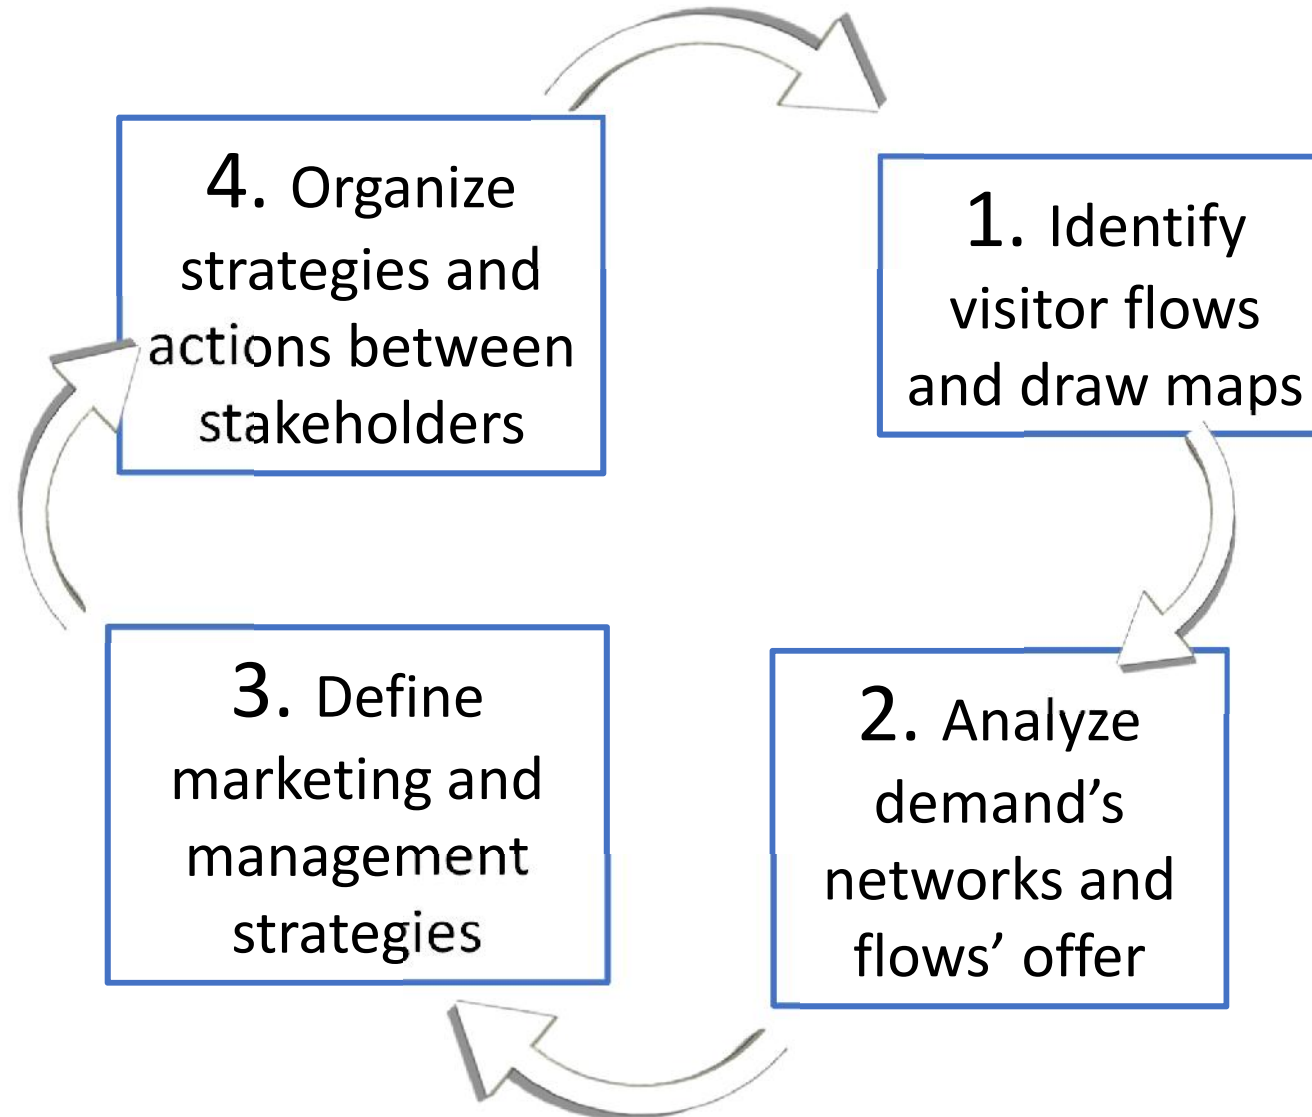 4. Organize
strategies and
actions between
stakeholders
1. Identify
visitor flows
and draw maps
3. Define
marketing and
management
strategies
2. Analyze
demand’s
networks and
flows’ offer